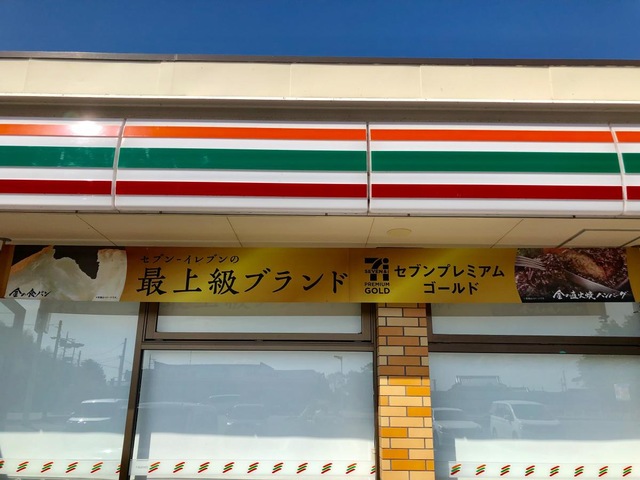 セブン-イレブンの
最上級ブランド
金の食パン
7i
SEVEN&i
PREMIUM
GOLD
セブンプレミアム
ゴールド
金の直火焼ハンバーグ